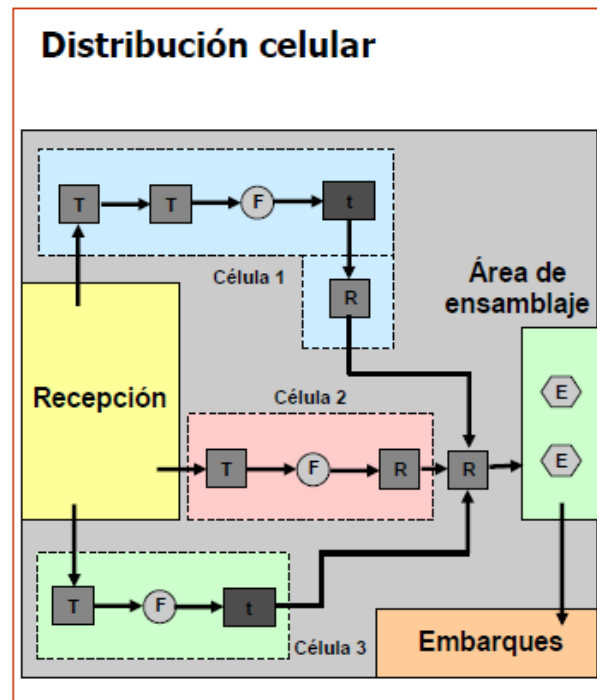 Distribución celular
T
T
F
t
Célula 1
R
Área de
ensamblaje
Recepción
Célula 2
E
T
F
R
R
E
T
F
t
Célula 3
Embarques